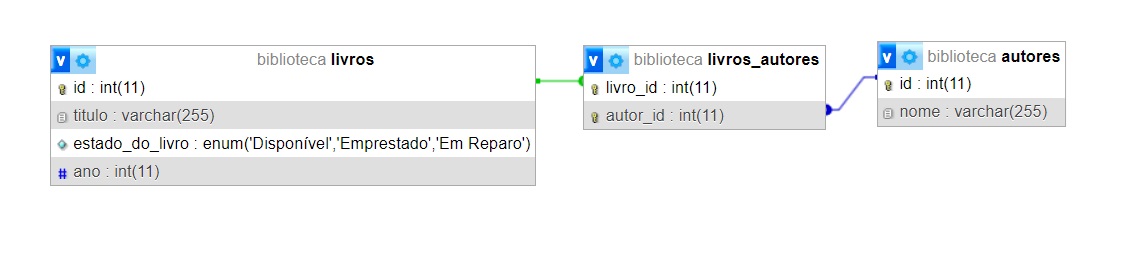 v biblioteca livros
id : int(11)
titulo : varchar(255)
estado_do_livro : enum('Disponível','Emprestado','Em Reparo')
# ano : int(11)
v biblioteca livros_autores
livro_id : int(11)
autor_id : int(11)
v biblioteca autores
id : int(11)
nome : varchar(255)